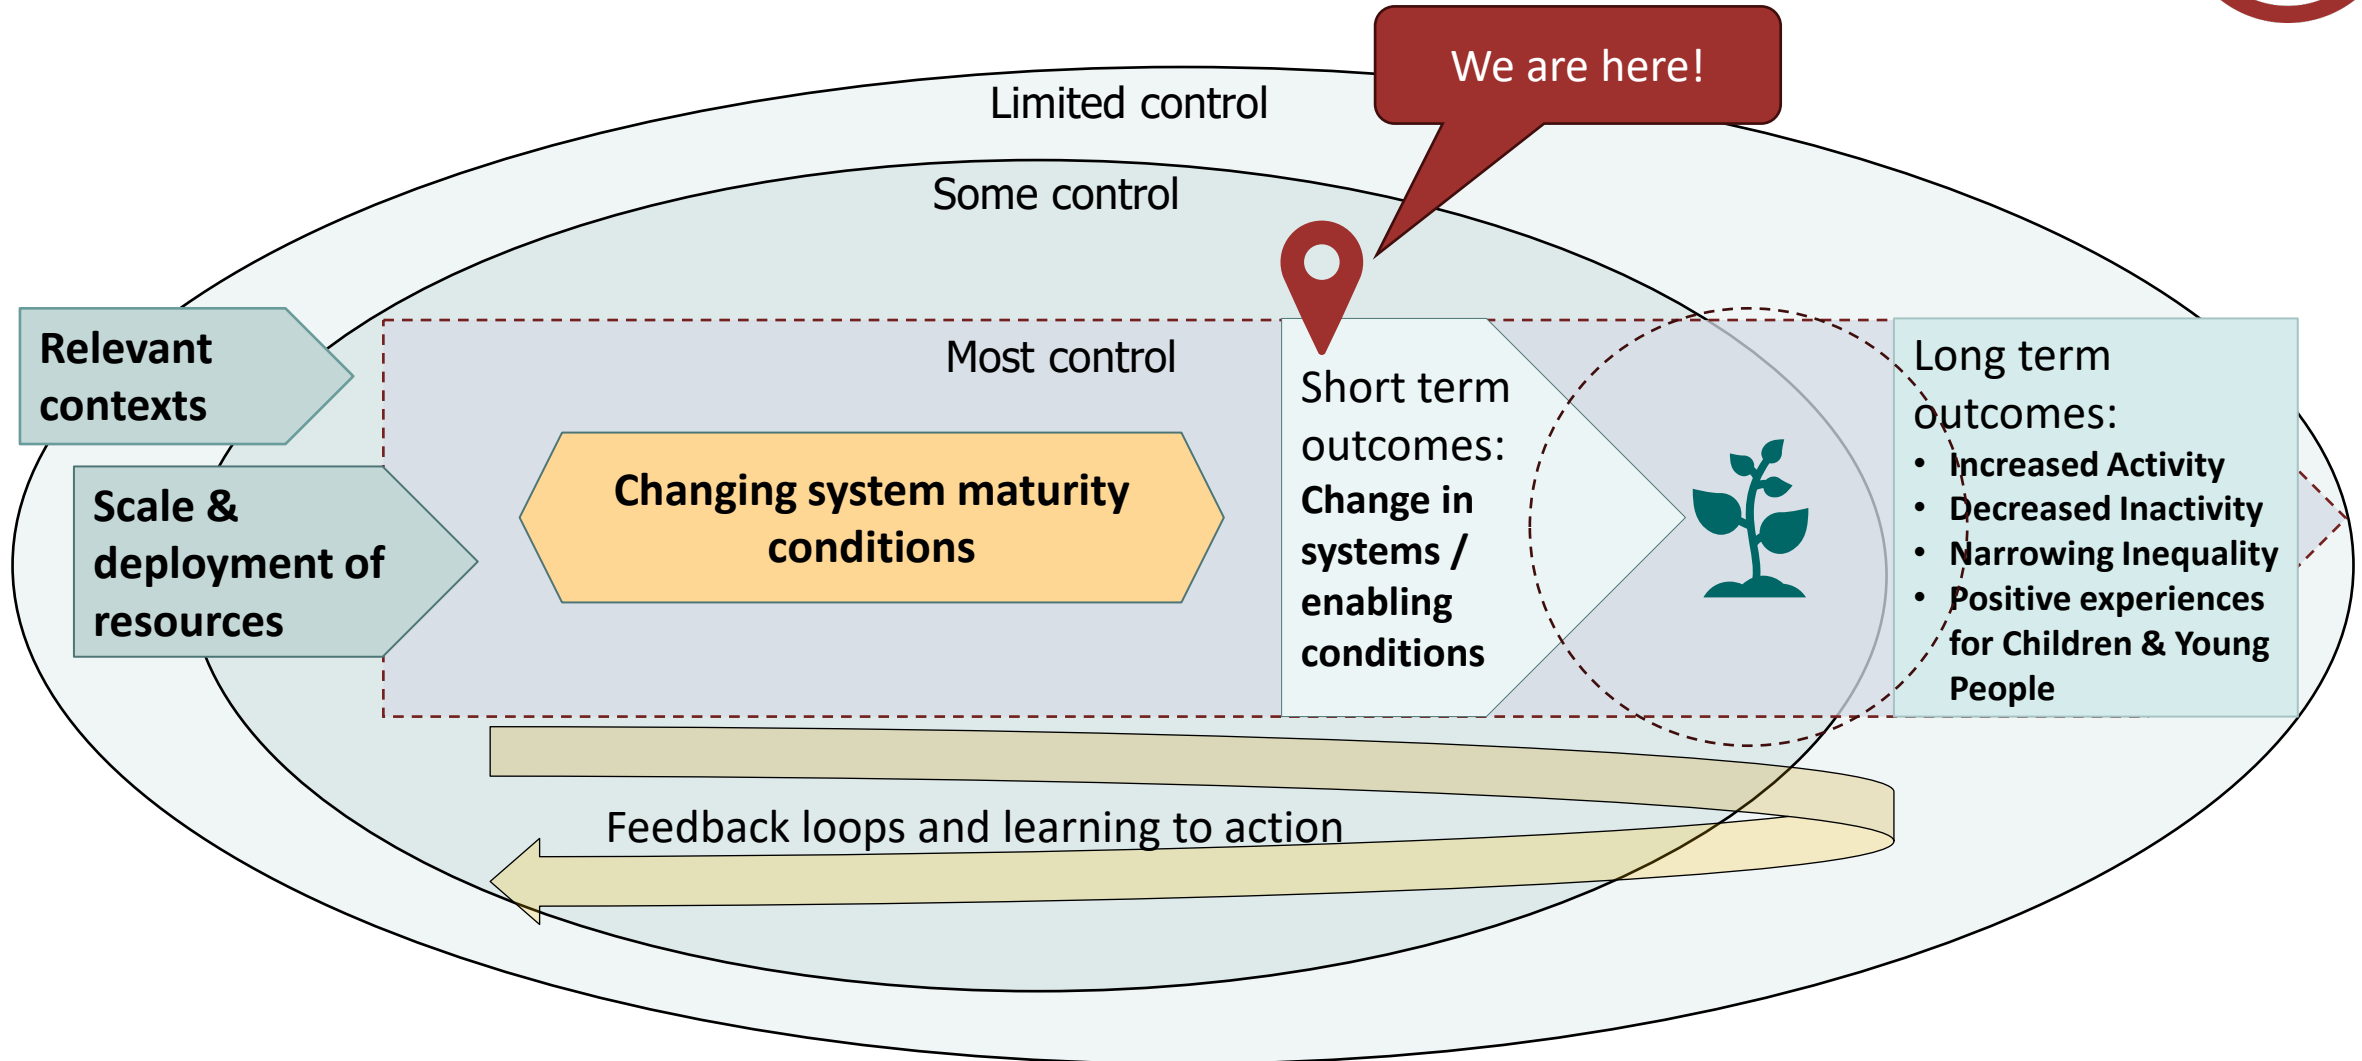 We are here!
Limited control
Some control
Most control
Relevant
contexts
Scale &
deployment of
resources
Changing system maturity
conditions
Short term
outcomes:
Change in
systems /
enabling
conditions
Long term
outcomes:
• Increased Activity
• Decreased Inactivity
• Narrowing Inequality
• Positive experiences
for Children & Young
People
Feedback loops and learning to action